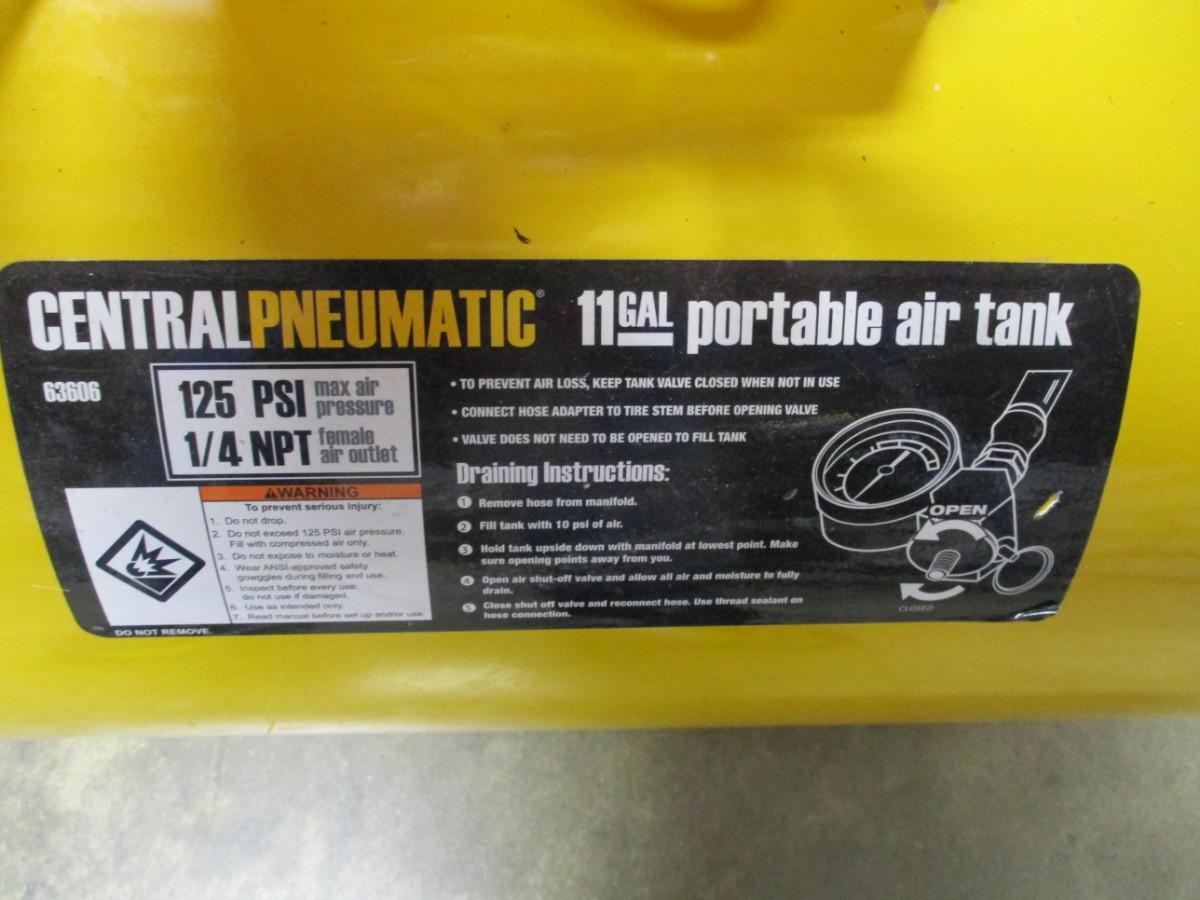 CENTRALPNEUMATIC® 11 GAL portable air tank
63606
125 PSI max air pressure
1/4 NPT female air outlet
WARNING
To prevent serious injury:
1. Do not drop.
2. Do not exceed 125 PSI air pressure.
Fill with compressed air only.
3. Do not expose to moisture or heat.
4. Wear ANSI-approved safety
gowggles during filling and use.
5. Inspect before every use;
do not use if damaged.
6. Use as intended only.
7. Read manual before set up and/or use.
DO NOT REMOVE.
• TO PREVENT AIR LOSS, KEEP TANK VALVE CLOSED WHEN NOT IN USE
• CONNECT HOSE ADAPTER TO TIRE STEM BEFORE OPENING VALVE
• VALVE DOES NOT NEED TO BE OPENED TO FILL TANK
Draining Instructions:
1 Remove hose from manifold.
2 Fill tank with 10 psi of air.
3 Hold tank upside down with manifold at lowest point. Make
sure opening points away from you.
4 Open air shut-off valve and allow all air and moisture to fully
drain.
5 Close shut off valve and reconnect hose. Use thread sealant on
hose connection.
OPEN
CLOSED